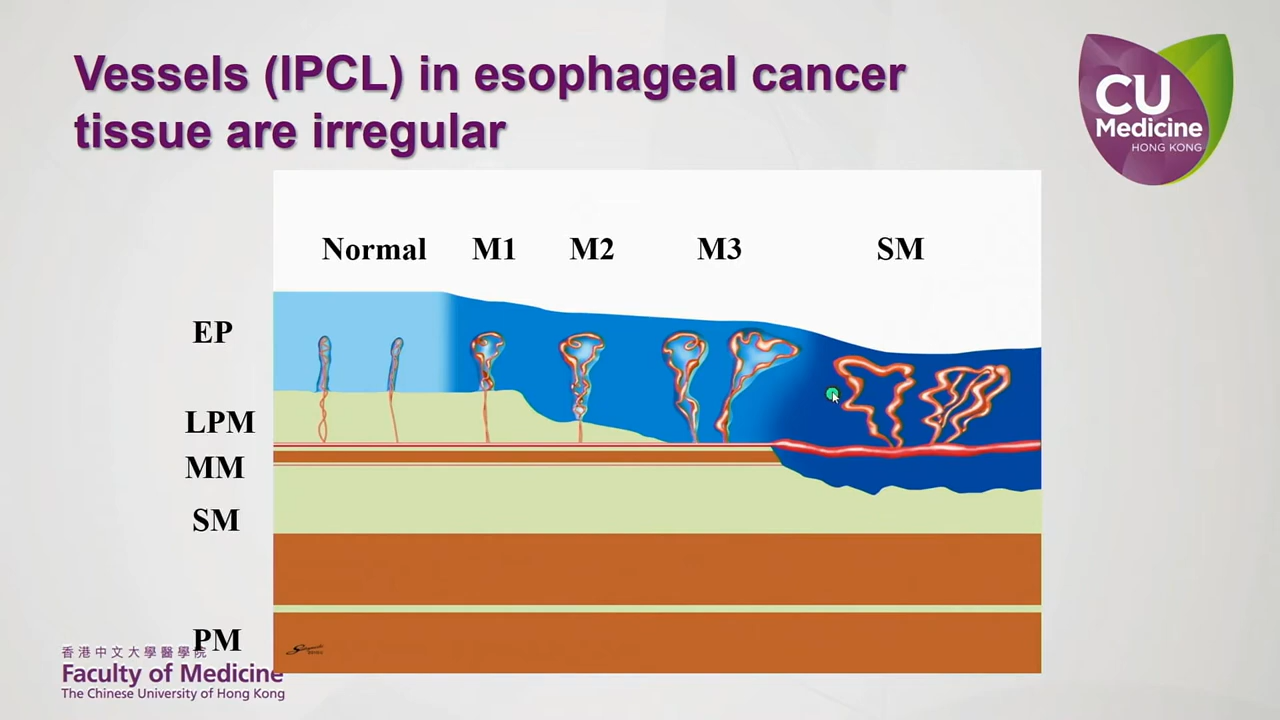 Vessels (IPCL) in esophageal cancer
tissue are irregular
CU
Medicine
HONG KONG
Normal M1 M2 M3 SM
EP
LPM
MM
SM
PM
香港中文大學醫學院
Faculty of Medicine
The Chinese University of Hong Kong